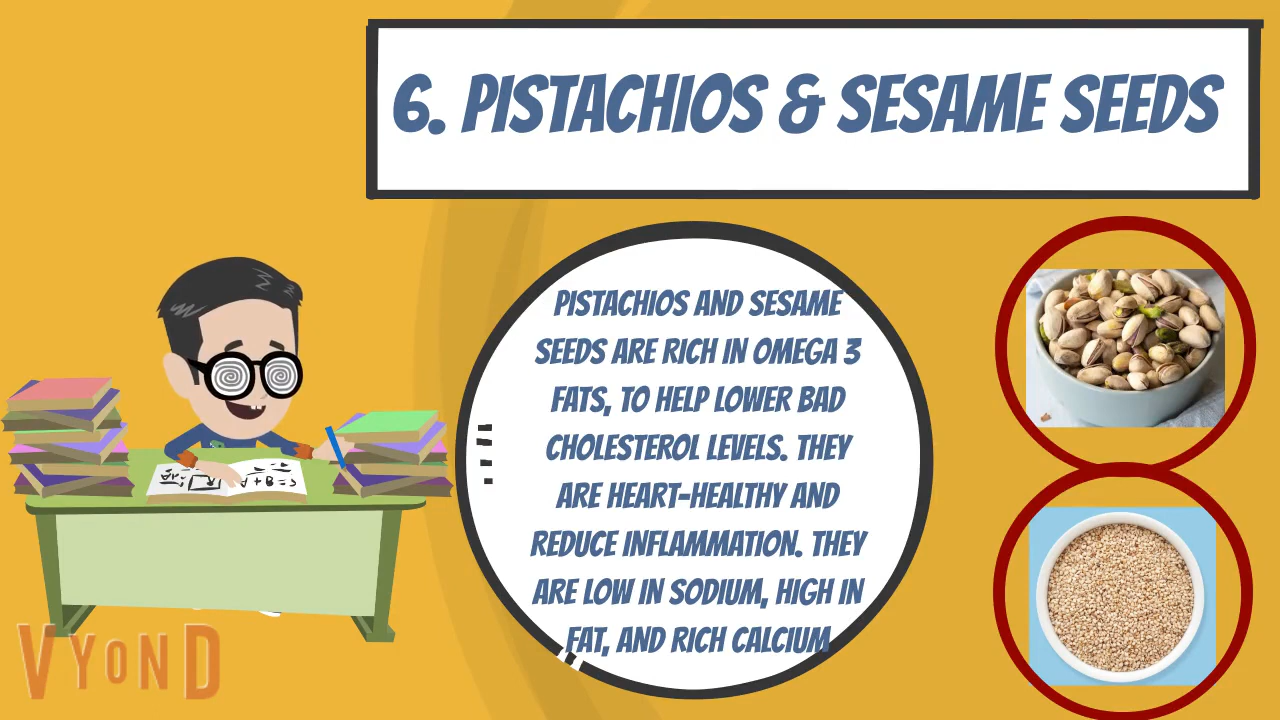 6. PISTACHIOS & SESAME SEEDS
PISTACHIOS AND SESAME
SEEDS ARE RICH IN OMEGA 3
FATS, TO HELP LOWER BAD
CHOLESTEROL LEVELS. THEY
ARE HEART-HEALTHY AND
REDUCE INFLAMMATION. THEY
ARE LOW IN SODIUM, HIGH IN
FAT, AND RICH CALCIUM
VYOND